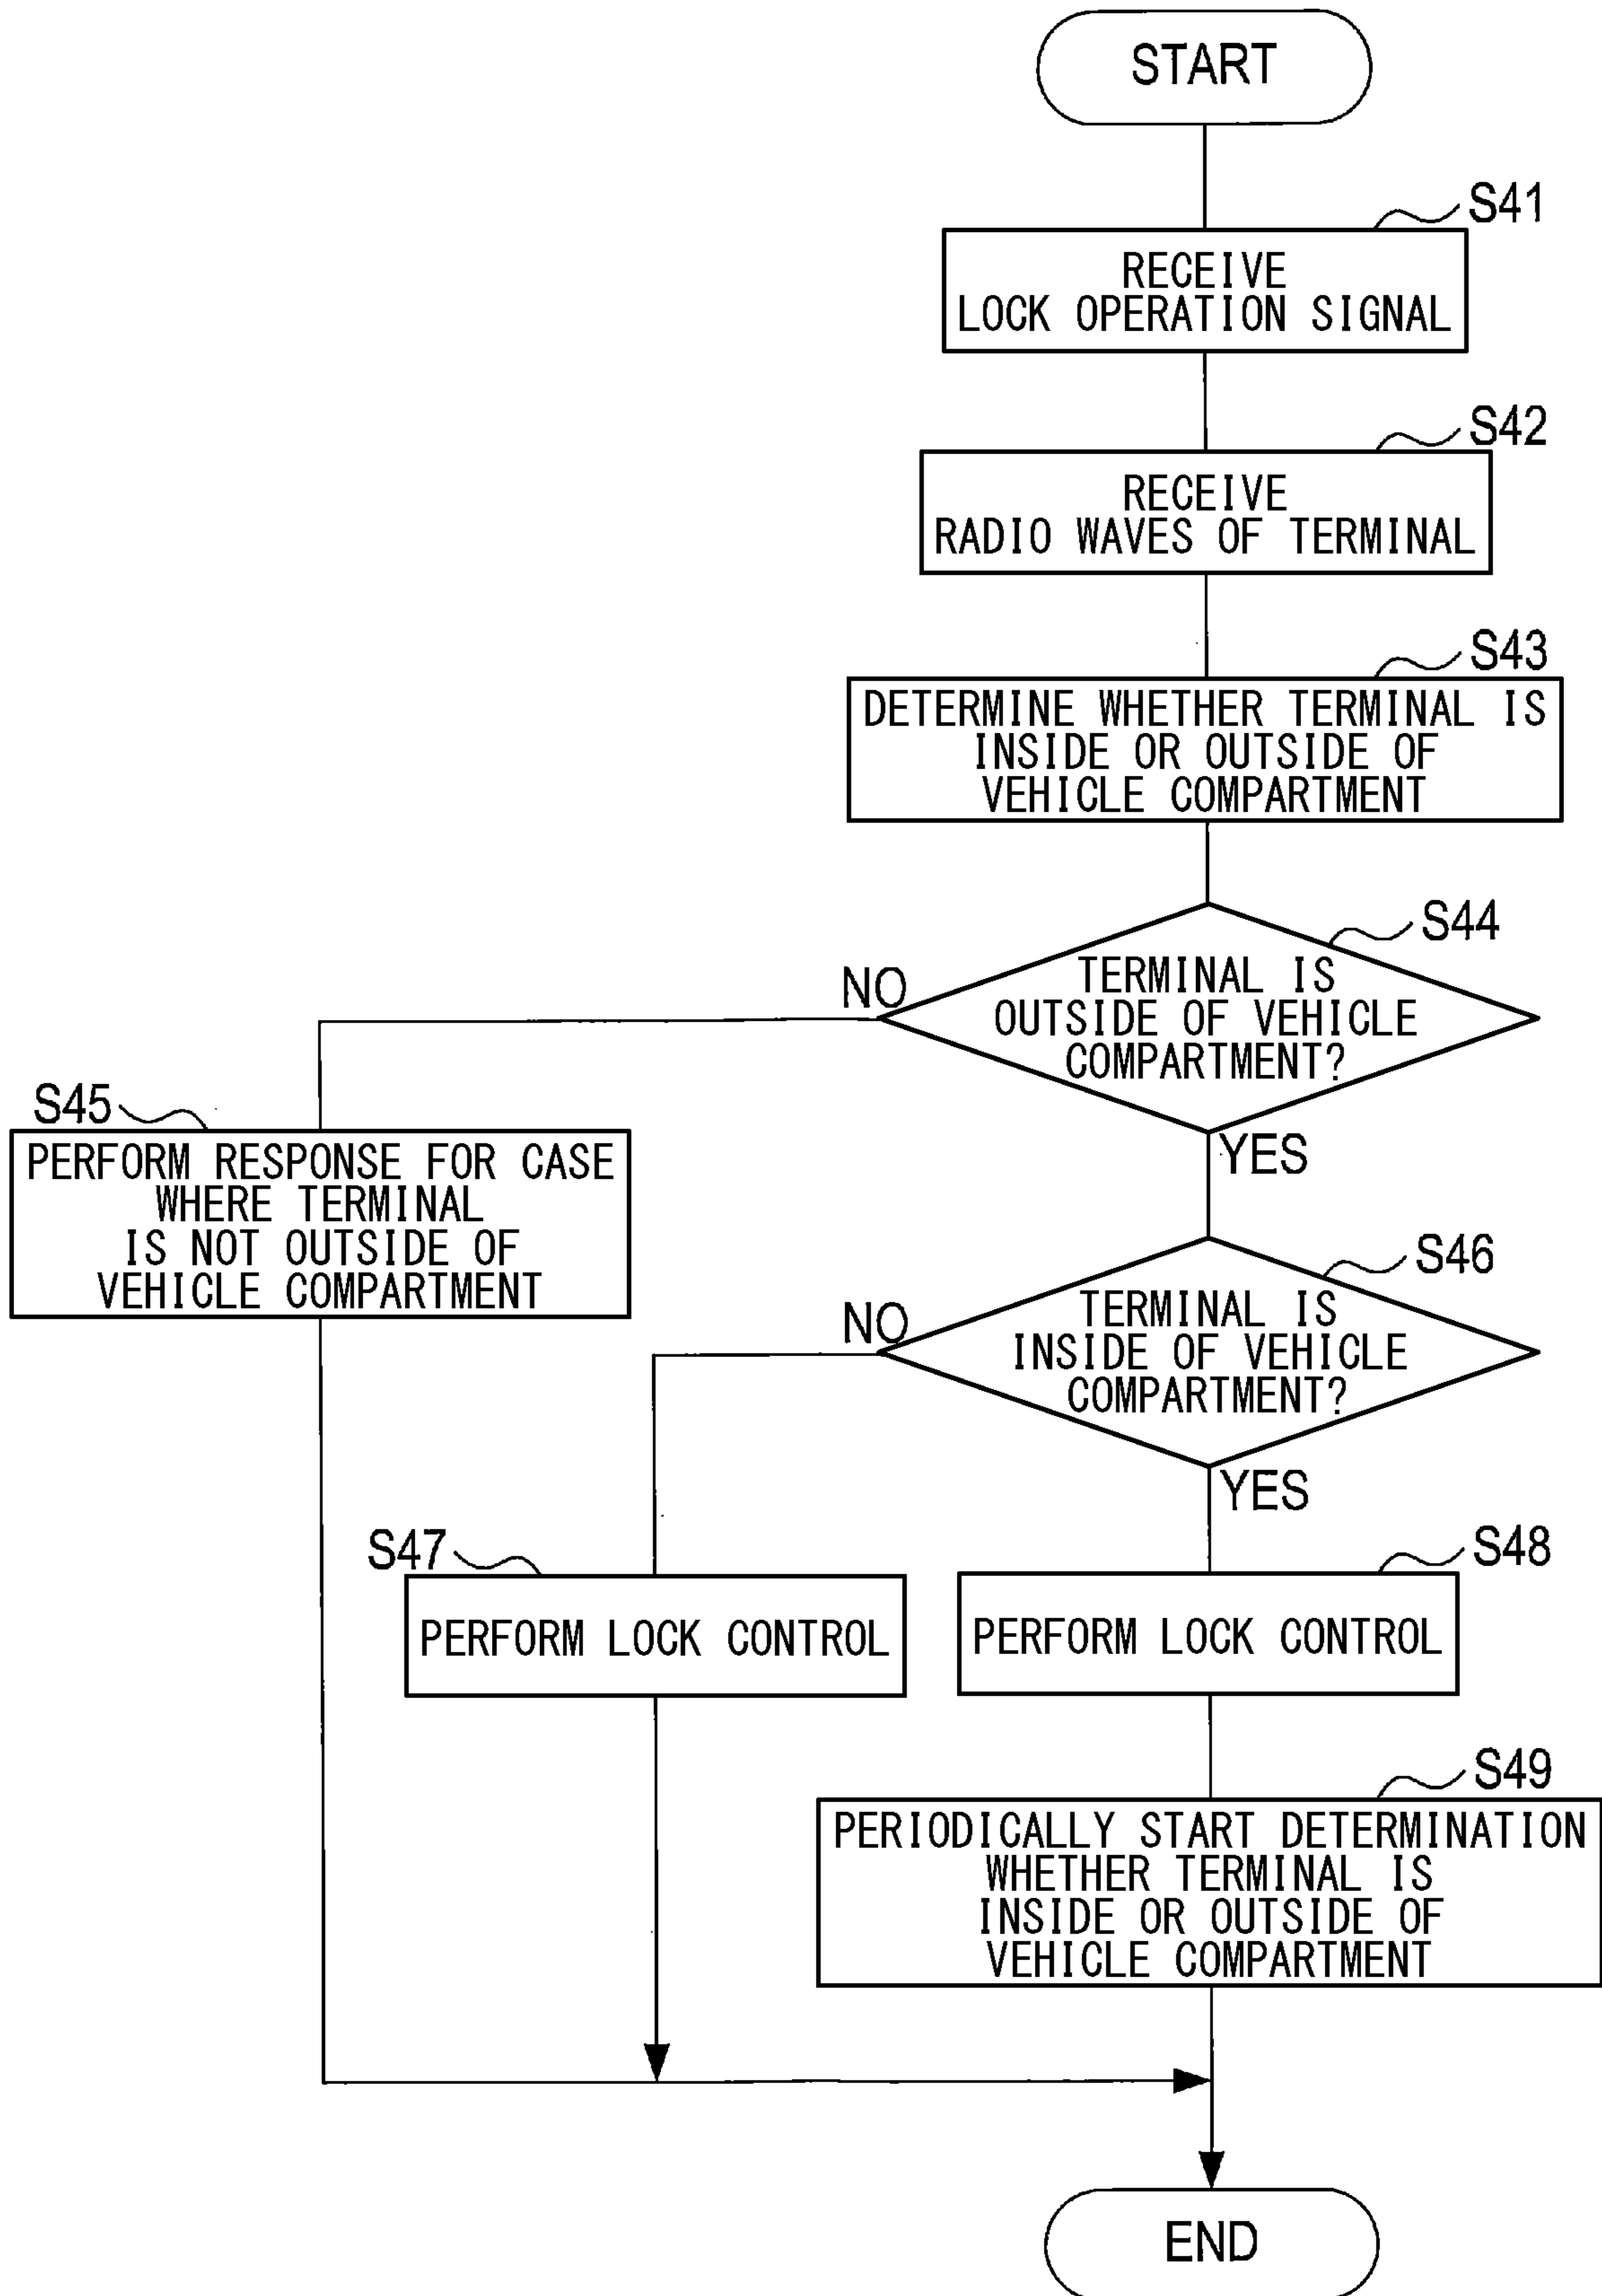 START
S41
RECEIVE
LOCK OPERATION SIGNAL
S42
RECEIVE
RADIO WAVES OF TERMINAL
S43
DETERMINE WHETHER TERMINAL IS
INSIDE OR OUTSIDE OF
VEHICLE COMPARTMENT
S44
TERMINAL IS
OUTSIDE OF VEHICLE
COMPARTMENT?
NO
YES
S45
PERFORM RESPONSE FOR CASE
WHERE TERMINAL
IS NOT OUTSIDE OF
VEHICLE COMPARTMENT
S46
TERMINAL IS
INSIDE OF VEHICLE
COMPARTMENT?
NO
YES
S47
PERFORM LOCK CONTROL
S48
PERFORM LOCK CONTROL
S49
PERIODICALLY START DETERMINATION
WHETHER TERMINAL IS
INSIDE OR OUTSIDE OF
VEHICLE COMPARTMENT
END